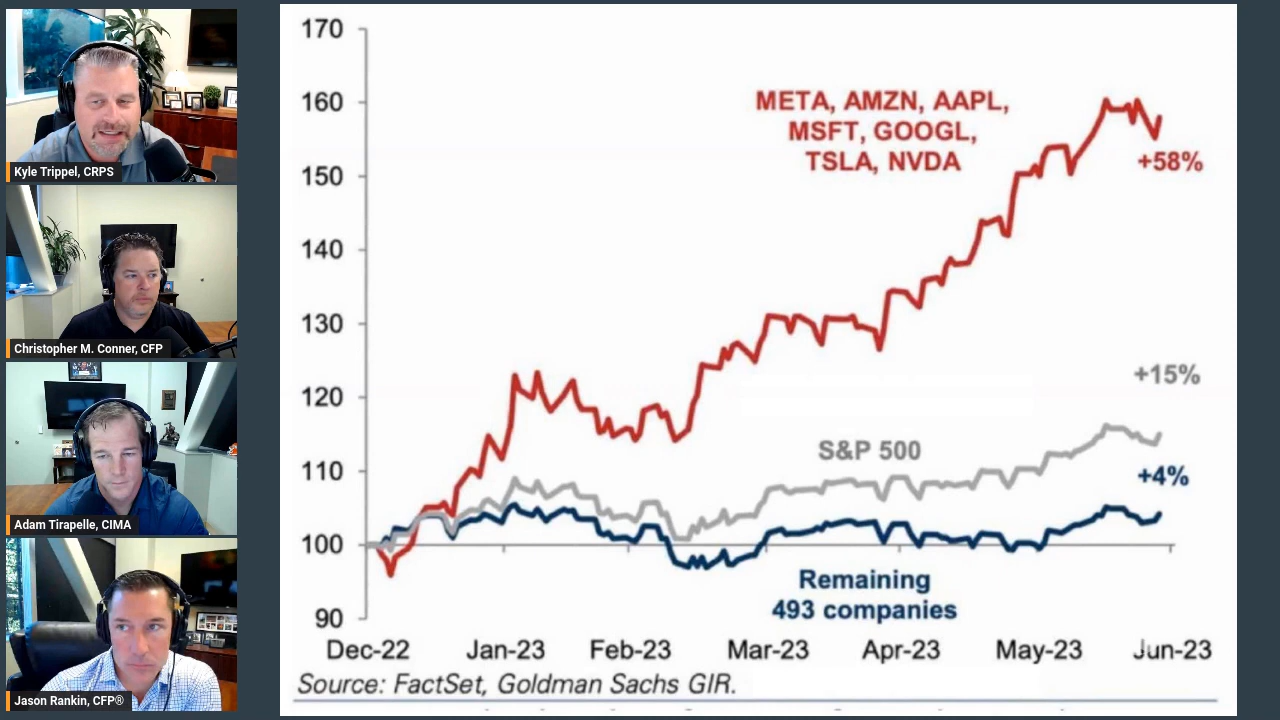 Kyle Trippel, CRPS
Christopher M. Conner, CFP
Adam Tirapelle, CIMA
Jason Rankin, CFP®
170
160
150
140
130
120
110
100
90
META, AMZN, AAPL,
MSFT, GOOGL,
TSLA, NVDA
+58%
+15%
S&P 500
+4%
Remaining
493 companies
Dec-22 Jan-23 Feb-23 Mar-23 Apr-23 May-23 Jun-23
Source: FactSet, Goldman Sachs GIR.